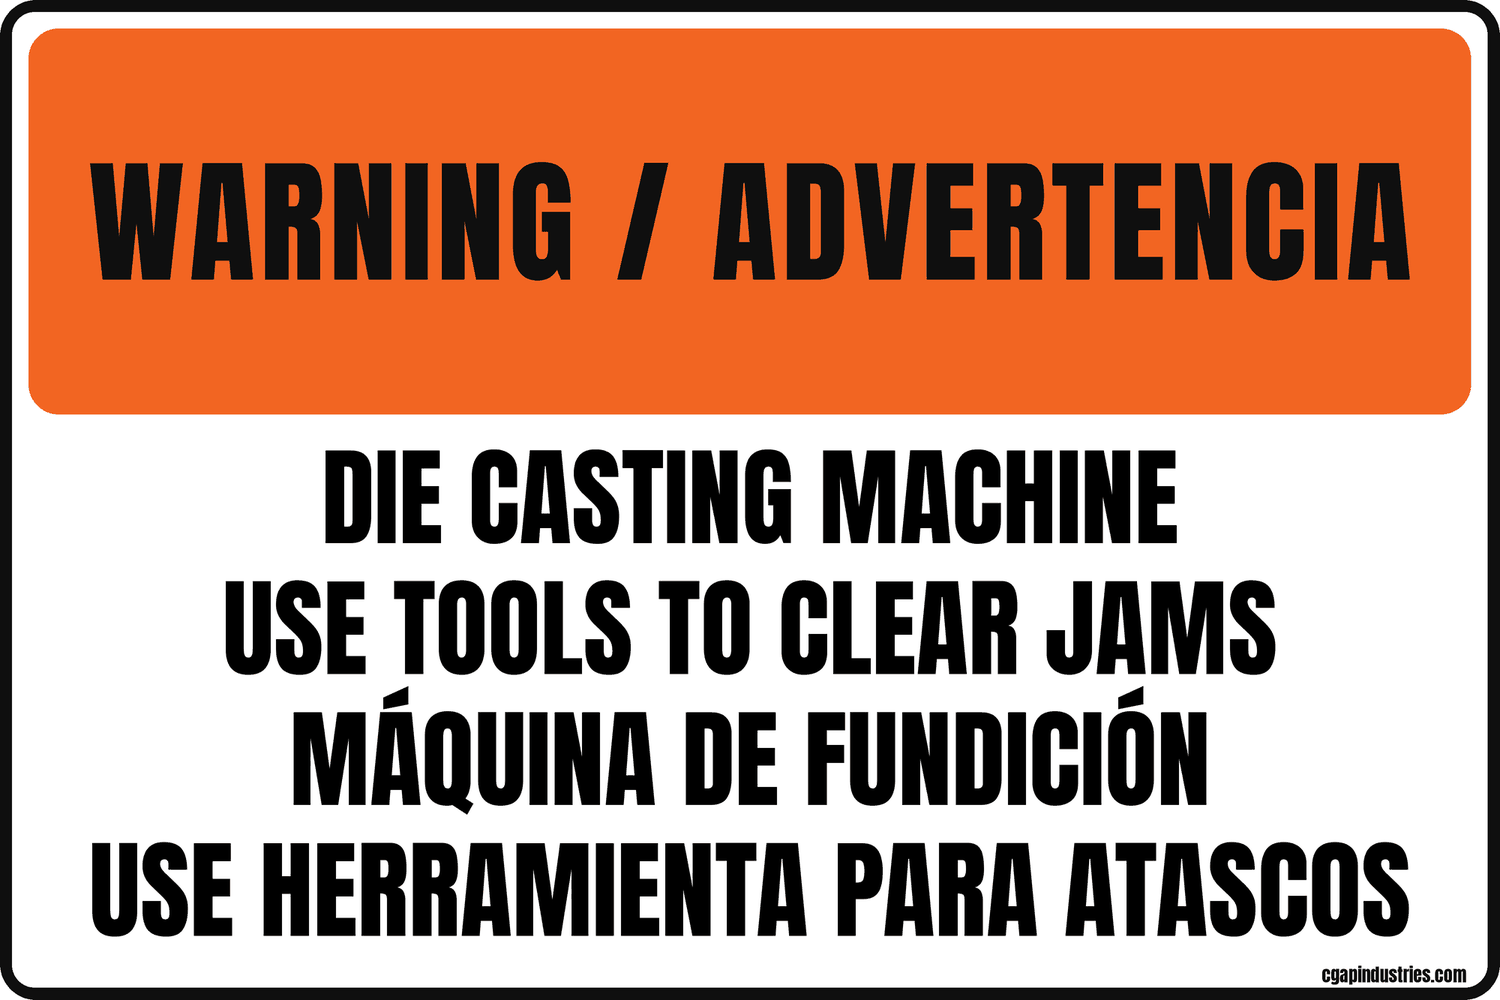 WARNING / ADVERTENCIA
DIE CASTING MACHINE
USE TOOLS TO CLEAR JAMS
MÁQUINA DE FUNDICIÓN
USE HERRAMIENTA PARA ATASCOS
cgapindustries.com